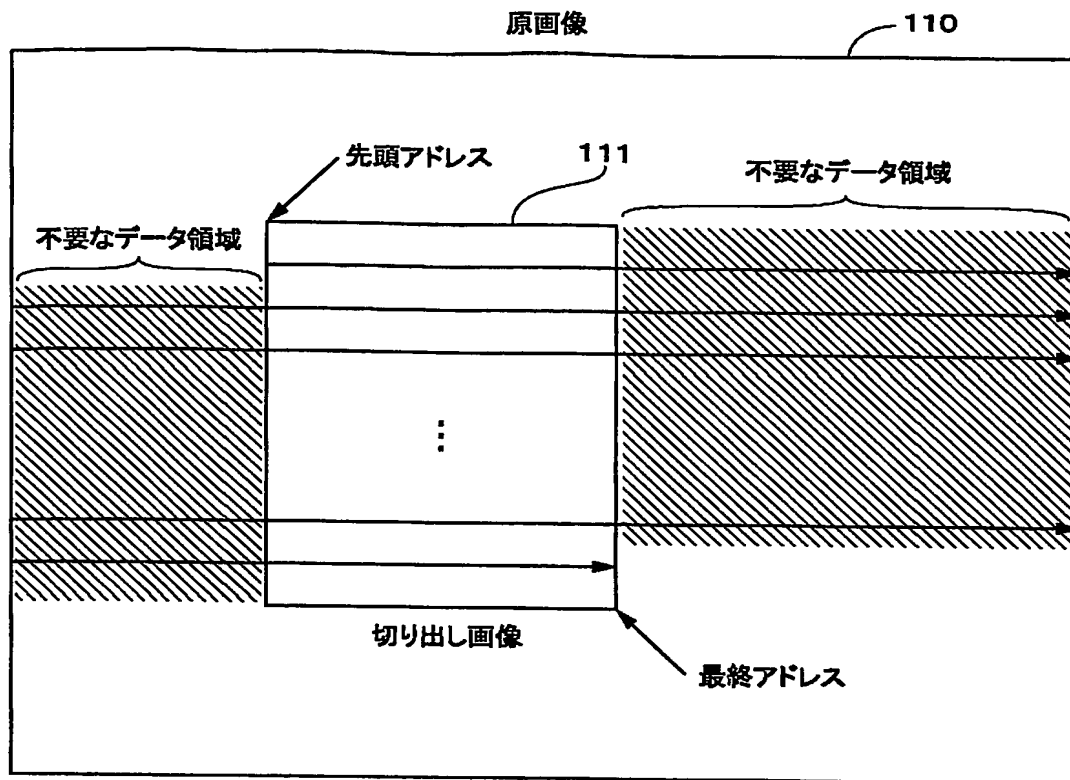 原画像
110
先頭アドレス
111
不要なデータ領域
不要なデータ領域
切り出し画像
最終アドレス